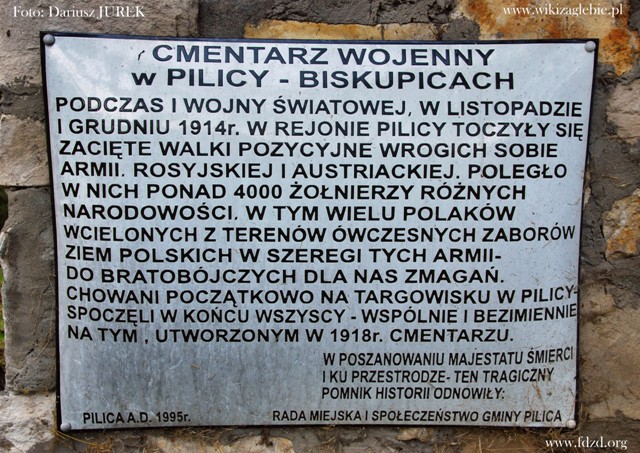 Foto: Dariusz JUREK
www.wikizaglebie.pl
CMENTARZ WOJENNY
w PILICY - BISKUPICACH
PODCZAS I WOJNY ŚWIATOWEJ, W LISTOPADZIE
I GRUDNIU 1914r. W REJONIE PILICY TOCZYŁY SIĘ
ZACIĘTE WALKI POZYCYJNE WROGICH SOBIE
ARMII. ROSYJSKIEJ I AUSTRIACKIEJ. POLEGŁO
W NICH PONAD 4000 ŻOŁNIERZY RÓŻNYCH
NARODOWOŚCI. W TYM WIELU POLAKÓW
WCIELONYCH Z TERENÓW ÓWCZESNYCH ZABORÓW
ZIEM POLSKICH W SZEREGI TYCH ARMII-
DO BRATOBÓJCZYCH DLA NAS ZMAGAŃ.
CHOWANI POCZĄTKOWO NA TARGOWISKU W PILICY-
SPOCZĘLI W KOŃCU WSZYSCY - WSPÓLNIE I BEZIMIENNIE
NA TYM , UTWORZONYM W 1918r. CMENTARZU.
W POSZANOWANIU MAJESTATU ŚMIERCI
I KU PRZESTRODZE- TEN TRAGICZNY
POMNIK HISTORII ODNOWIŁY:
PILICA A.D. 1995r.
RADA MIEJSKA I SPOŁECZEŃSTWO GMINY PILICA
www.fdzd.org